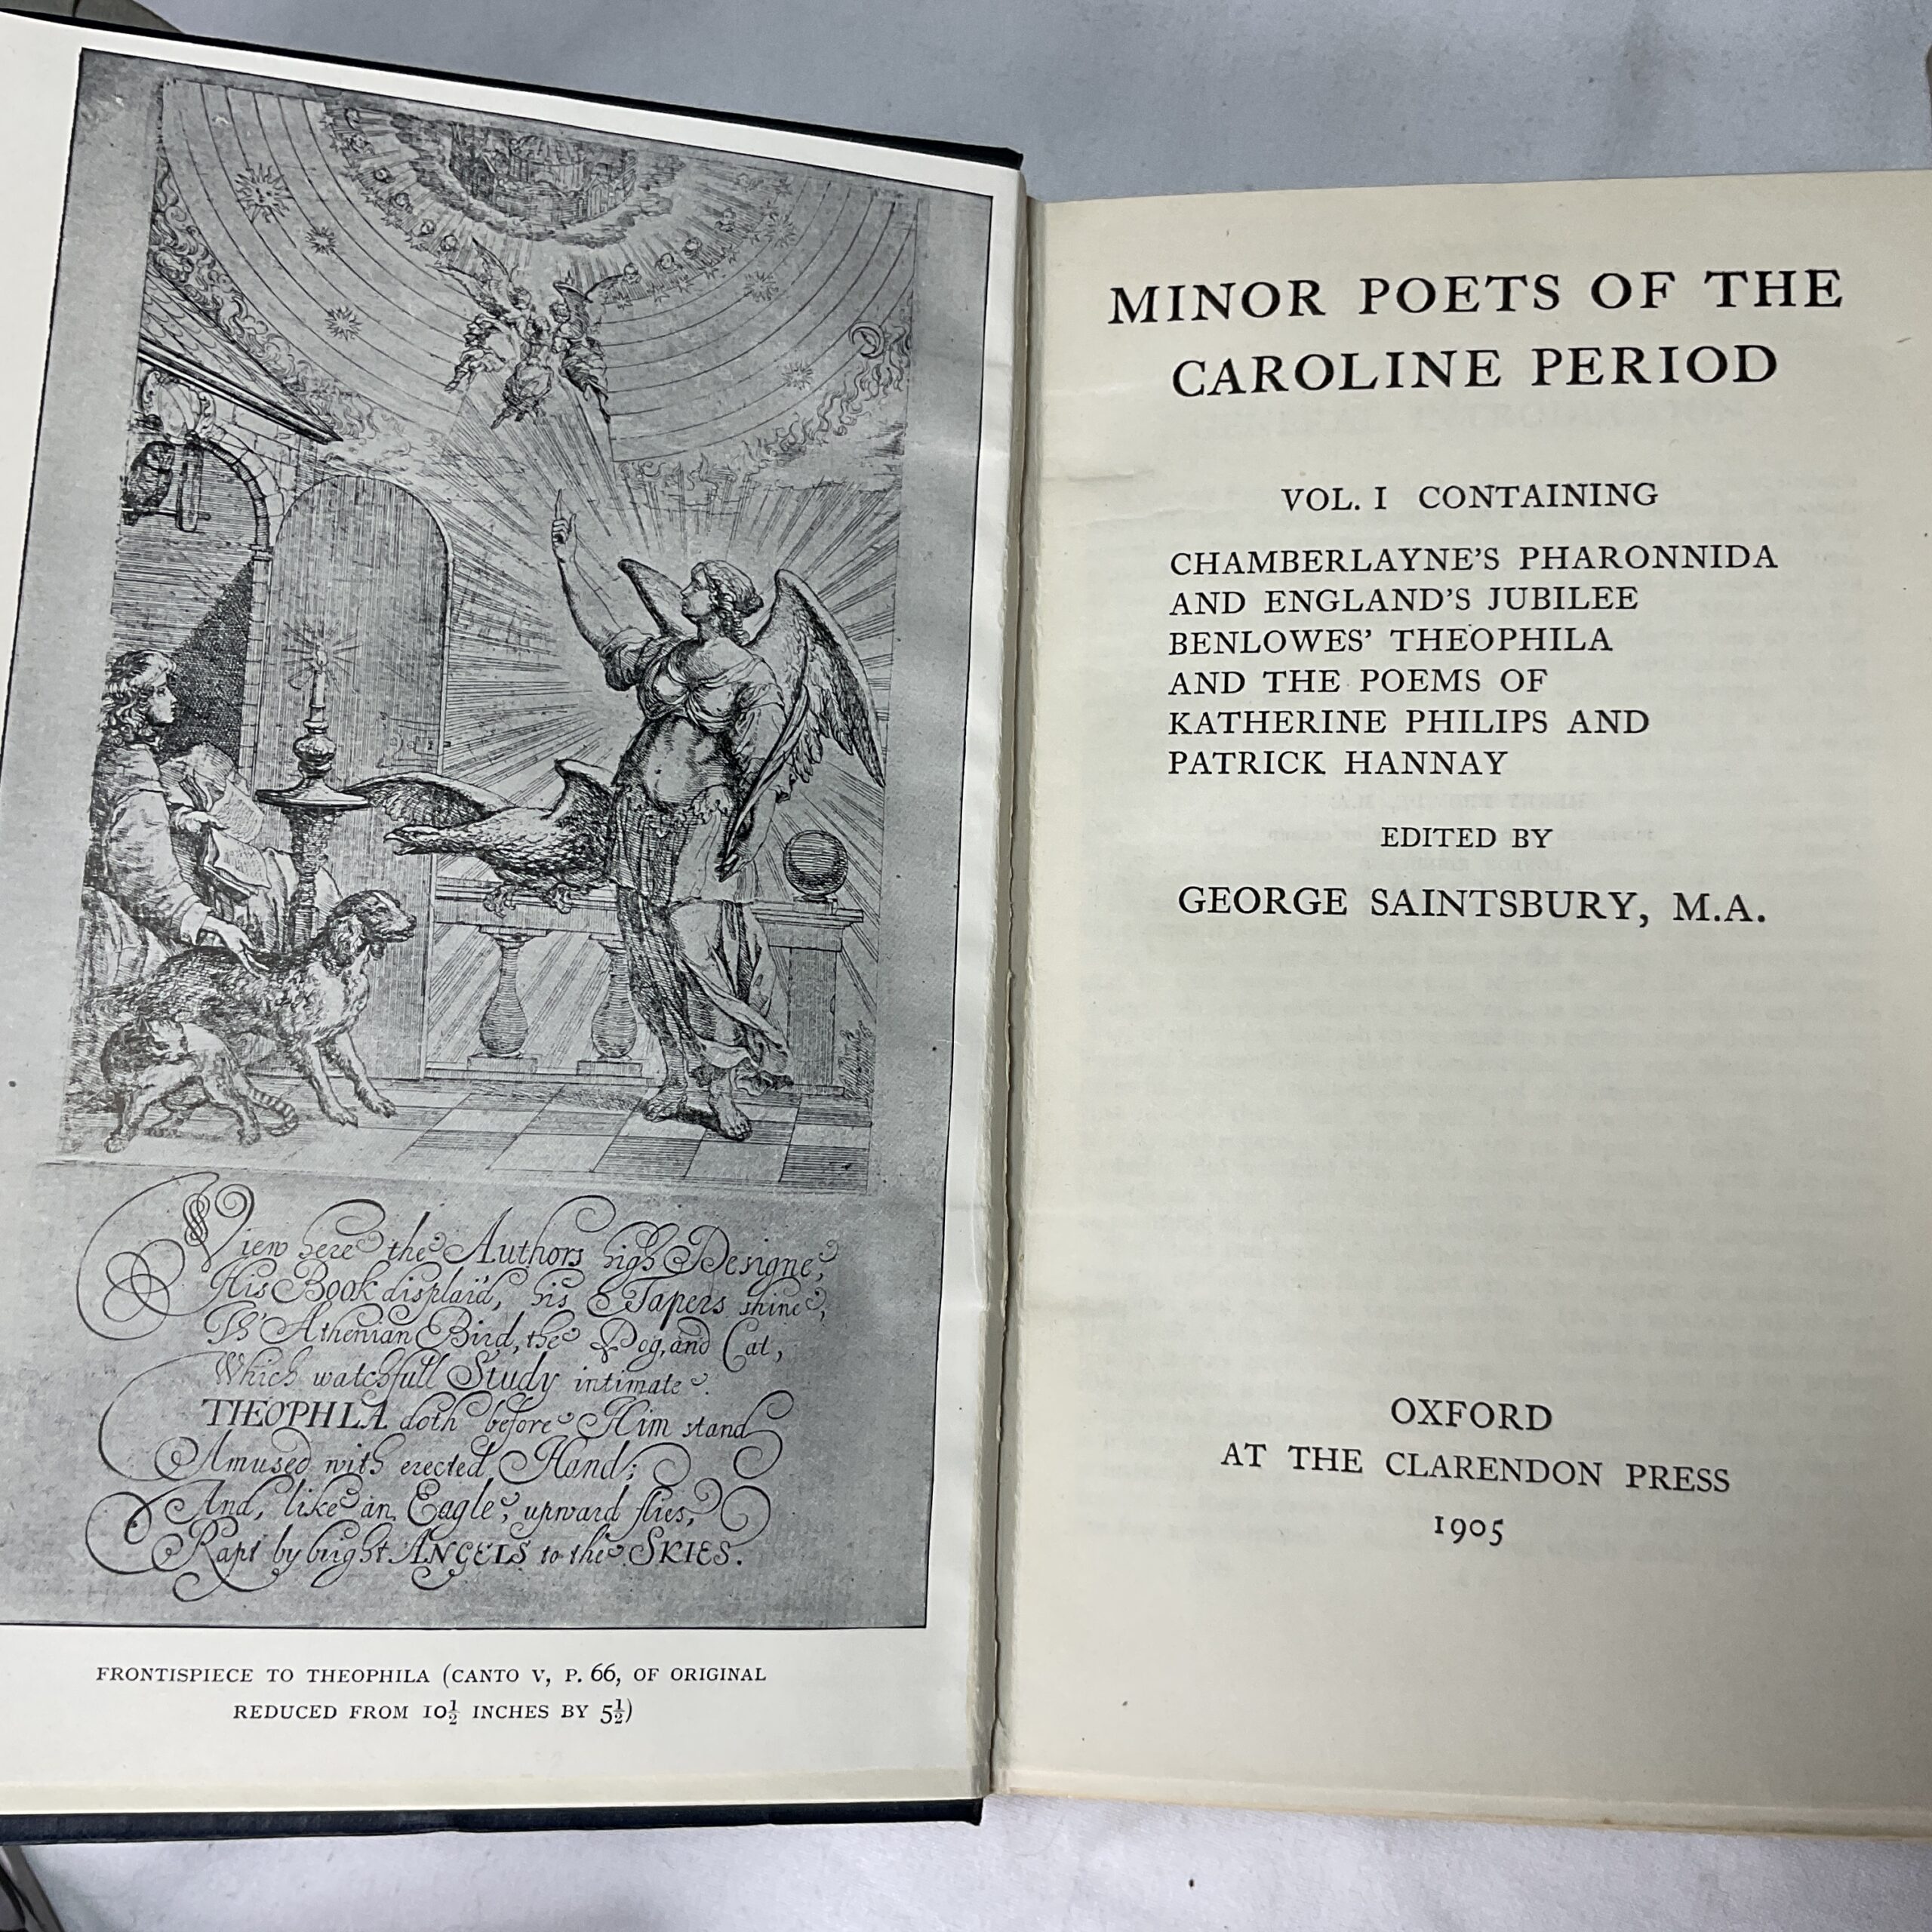 View here the Authors high Designe,
His Book displaid, his Tapers shine,
Th' Athenian Bird, the Dog, and Cat,
Which watchfull Study intimate.
THEOPHLA doth before Him stand
Amused with erected Hand;
And, like an Eagle, upward flies,
Rapt by bright ANGELS to the SKIES.
FRONTISPIECE TO THEOPHILA (CANTO V, P. 66, OF ORIGINAL
REDUCED FROM 10½ INCHES BY 5½)
MINOR POETS OF THE
CAROLINE PERIOD
VOL. I CONTAINING
CHAMBERLAYNE'S PHARONNIDA
AND ENGLAND'S JUBILEE
BENLOWES' THEOPHILA
AND THE POEMS OF
KATHERINE PHILIPS AND
PATRICK HANNAY
EDITED BY
GEORGE SAINTSBURY, M.A.
OXFORD
AT THE CLARENDON PRESS
1905